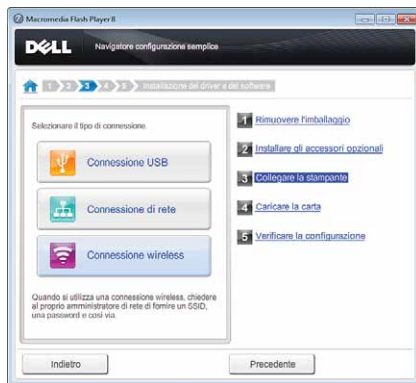 Macromedia Flash Player 8
DELL
Navigatore configurazione semplice
1 2 3 4 5 Installazione dei driver e del software
Selezionare il tipo di connessione.
Connessione USB
Connessione di rete
Connessione wireless
Quando si utilizza una connessione wireless, chiedere
al proprio amministratore di rete di fornire un SSID,
una password e così via.
1 Rimuovere l'imballaggio
2 Installare gli accessori opzionali
3 Collegare la stampante
4 Caricare la carta
5 Verificare la configurazione
Indietro
Precedente